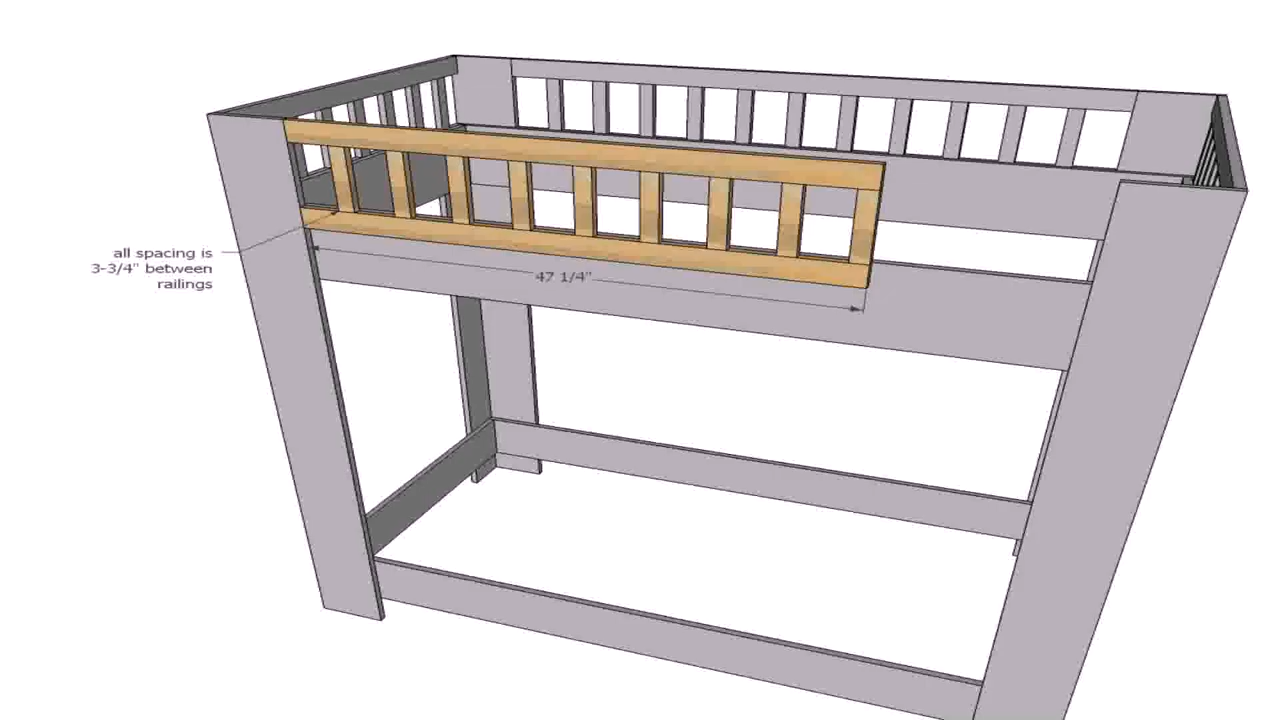 all spacing is
3-3/4" between
railings
47 1/4"